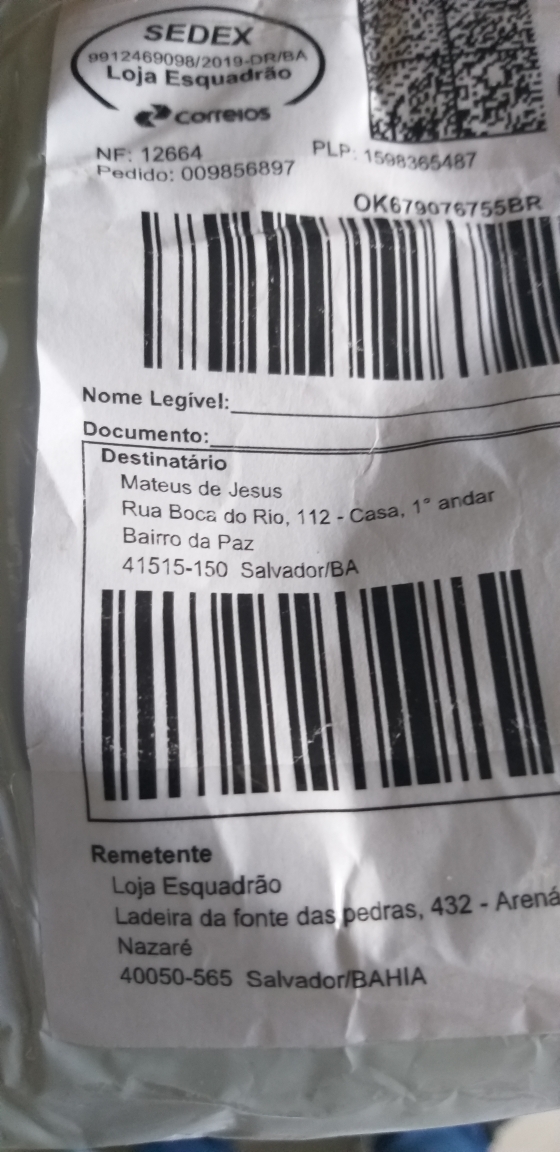 SEDEX
9912469098/2019-DR/BA
Loja Esquadrão
Correios
NF: 12664
PLP: 1598365487
Pedido: 009856897
OK679076755BR
Nome Legível:
Documento:
Destinatário
Mateus de Jesus
Rua Boca do Rio, 112 - Casa, 1° andar
Bairro da Paz
41515-150 Salvador/BA
Remetente
Loja Esquadrão
Ladeira da fonte das pedras, 432 - Arená
Nazaré
40050-565 Salvador/BAHIA